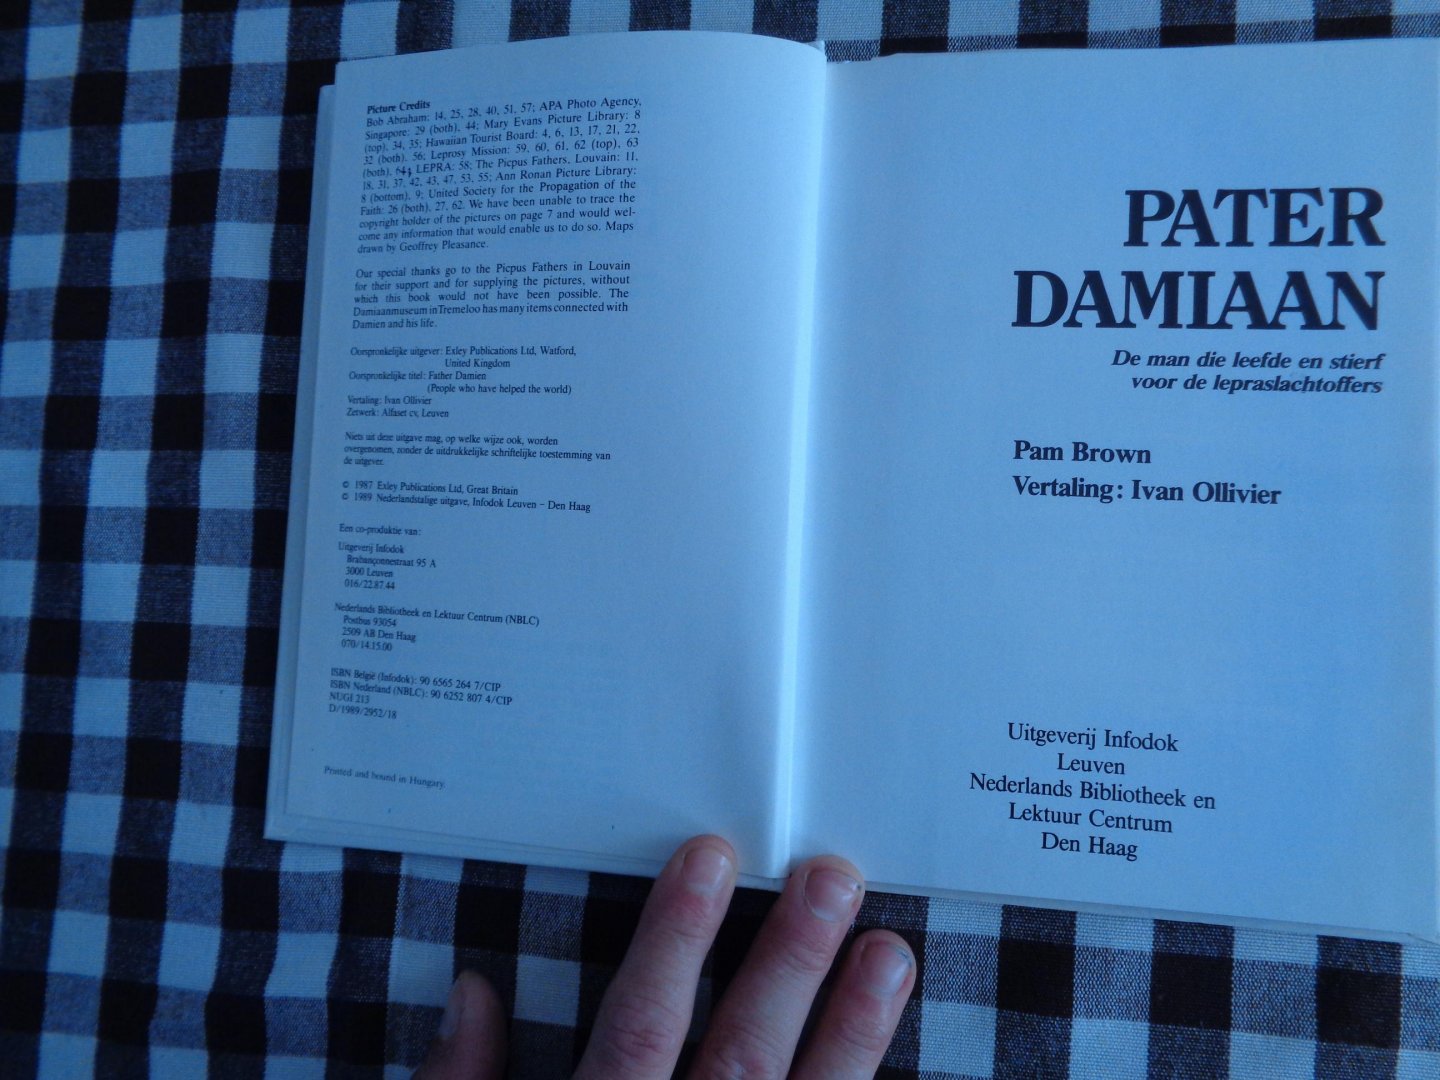 Picture Credits
Bob Abraham: 14, 25, 28, 40, 51, 57; APA Photo Agency,
Singapore: 29 (both), 44; Mary Evans Picture Library: 8
(top), 34, 35; Hawaiian Tourist Board: 4, 6, 13, 17, 21, 22,
32 (both), 56; Leprosy Mission: 59, 60, 61, 62 (top), 63
(both), 64; LEPRA: 58; The Picpus Fathers, Louvain: 11,
18, 31, 37, 42, 43, 47, 53, 55; Ann Ronan Picture Library:
8 (bottom), 9; United Society for the Propagation of the
Faith: 26 (both), 27, 62. We have been unable to trace the
copyright holder of the pictures on page 7 and would wel-
come any information that would enable us to do so. Maps
drawn by Geoffrey Pleasance.
Our special thanks go to the Picpus Fathers in Louvain
for their support and for supplying the pictures, without
which this book would not have been possible. The
Damiaanmuseum in Tremeloo has many items connected with
Damien and his life.
Oorspronkelijke uitgever: Exley Publications Ltd, Watford,
United Kingdom
Oorspronkelijke titel: Father Damien
(People who have helped the world)
Vertaling: Ivan Ollivier
Zetwerk: Alfaset cv, Leuven
Niets uit deze uitgave mag, op welke wijze ook, worden
overgenomen, zonder de uitdrukkelijke schriftelijke toestemming van
de uitgever.
© 1987 Exley Publications Ltd, Great Britain
© 1989 Nederlandstalige uitgave, Infodok Leuven – Den Haag
Een co-produktie van:
Uitgeverij Infodok
Brabançonnestraat 95 A
3000 Leuven
016/22.87.44
Nederlands Bibliotheek en Lektuur Centrum (NBLC)
Postbus 93054
2509 AB Den Haag
070/14.15.00
ISBN België (Infodok): 90 6565 264 7/CIP
ISBN Nederland (NBLC): 90 6252 807 4/CIP
NUGI 213
D/1989/2952/18
Printed and bound in Hungary.
PATER
DAMIAAN
De man die leefde en stierf
voor de lepraslachtoffers
Pam Brown
Vertaling: Ivan Ollivier
Uitgeverij Infodok
Leuven
Nederlands Bibliotheek en
Lektuur Centrum
Den Haag